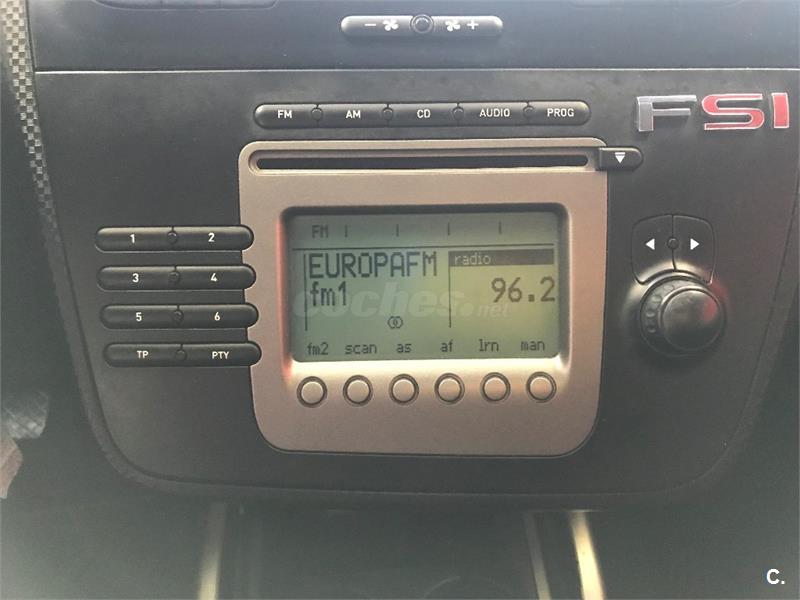 - +
FM AM CD AUDIO PROG
FSI
FM
1 2
EUROPAFM radio
3 4
fm1 96.2
coches.net
5 6
fm2 scan as af lrn man
TP PTY
C.